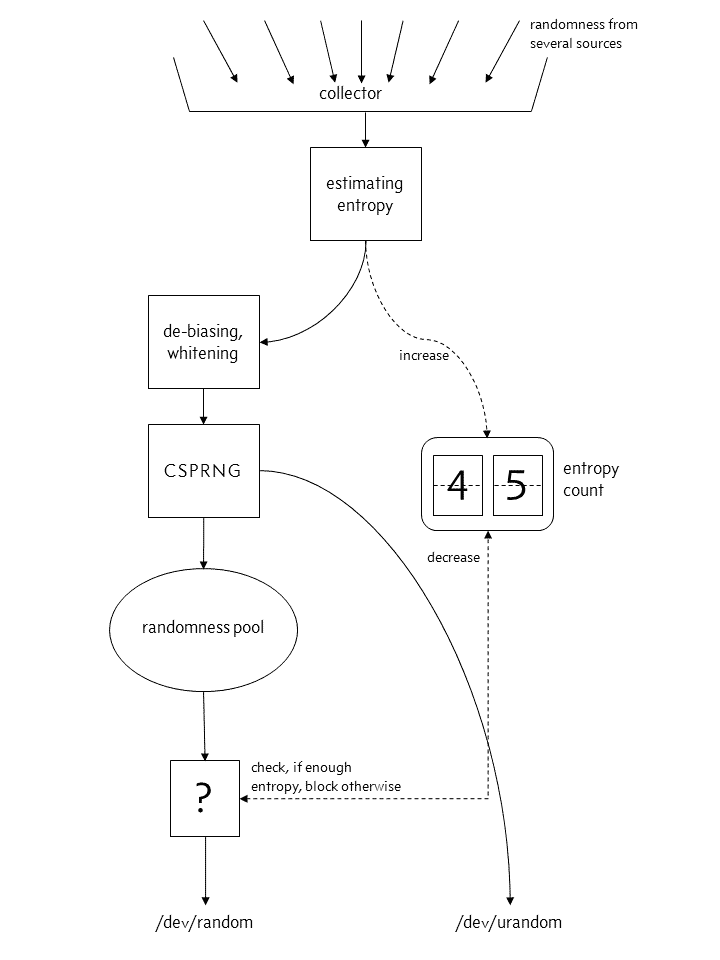 randomness from
several sources
collector
estimating
entropy
de-biasing,
whitening
increase
CSPRNG
4 5
entropy
count
decrease
randomness pool
check, if enough
entropy, block otherwise
?
/dev/random
/dev/urandom